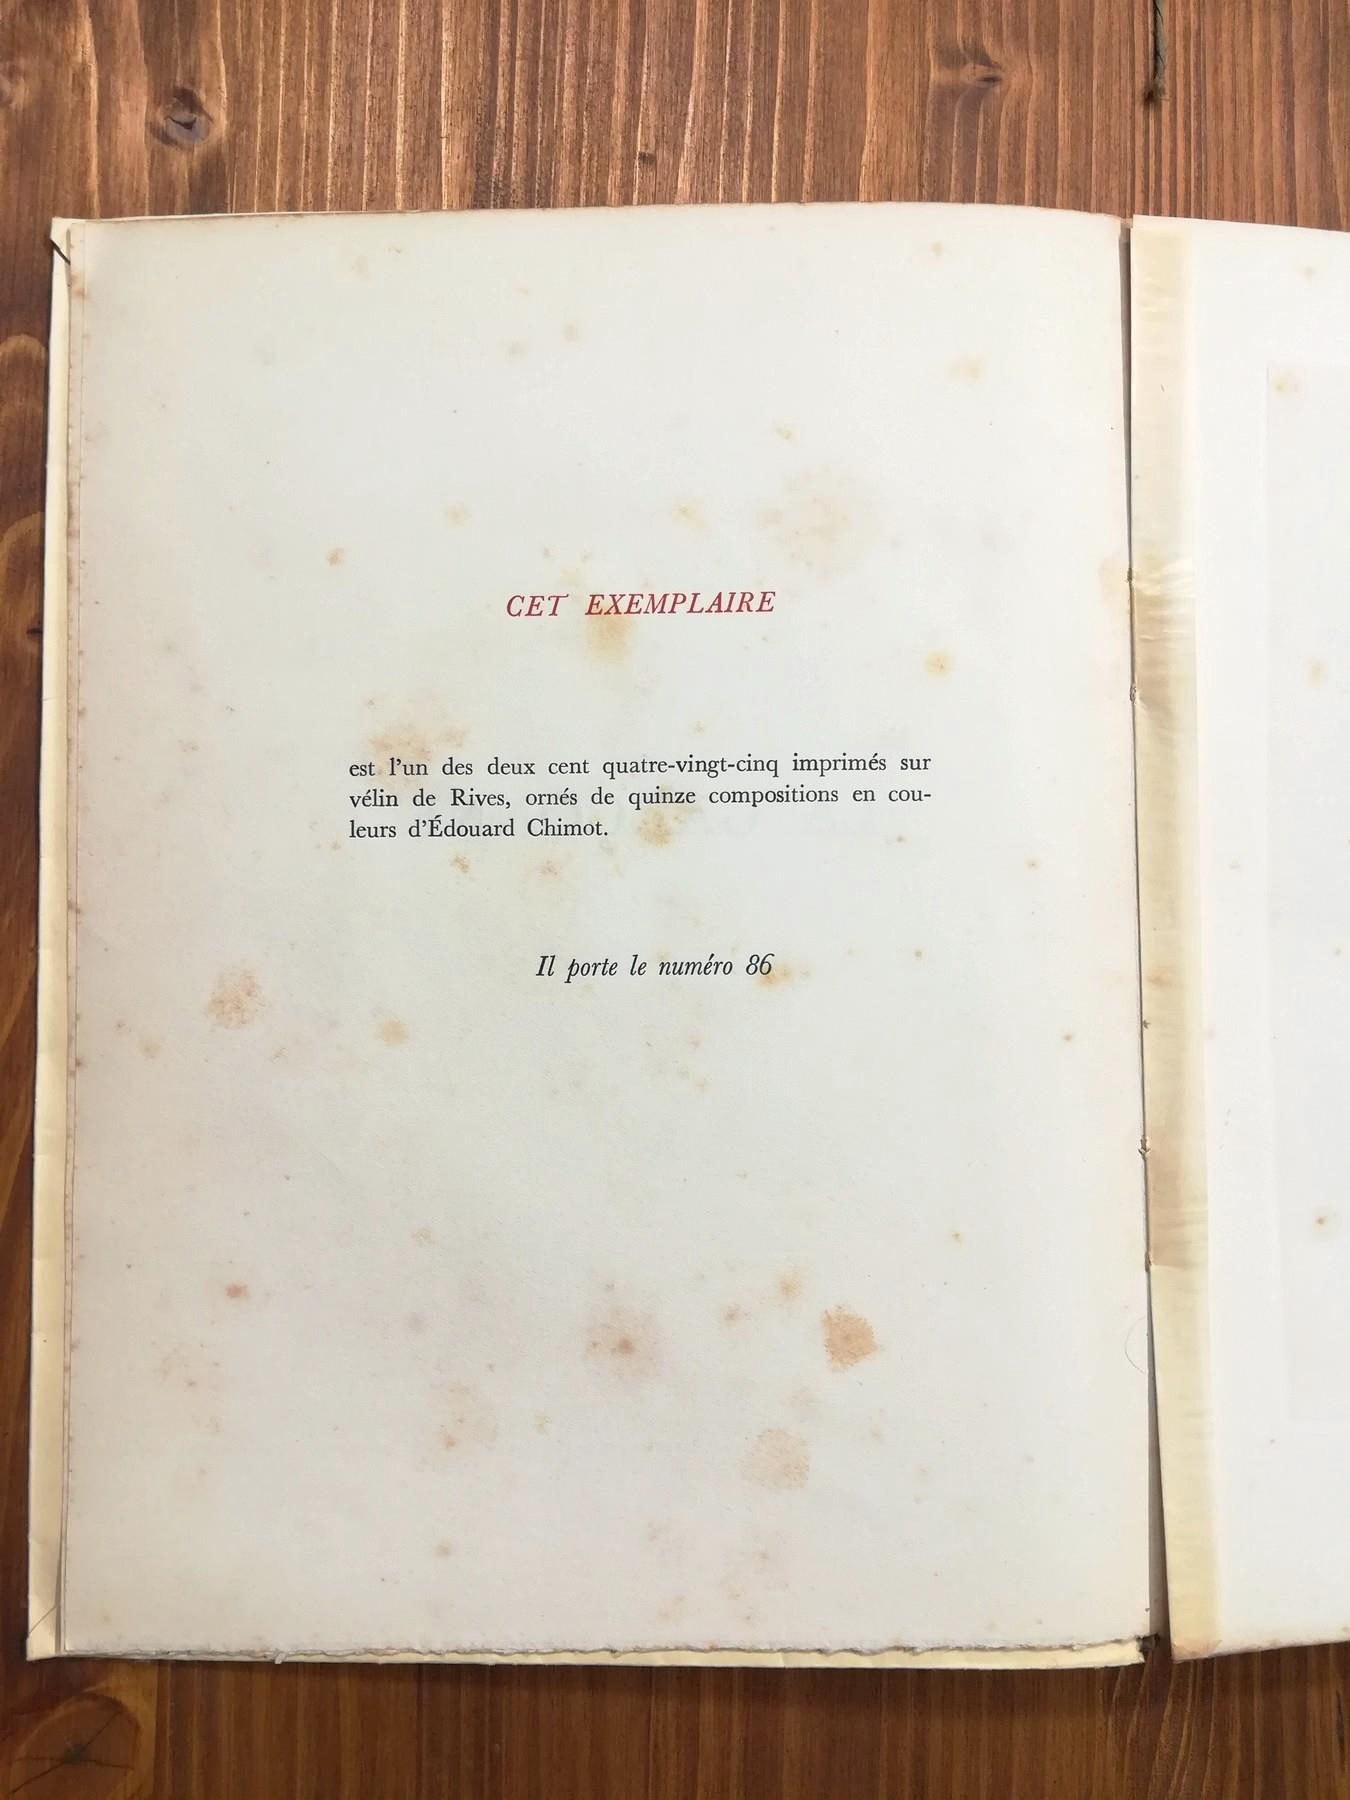 CET EXEMPLAIRE
est l'un des deux cent quatre-vingt-cinq imprimés sur
vélin de Rives, ornés de quinze compositions en cou-
leurs d'Édouard Chimot.
Il porte le numéro 86